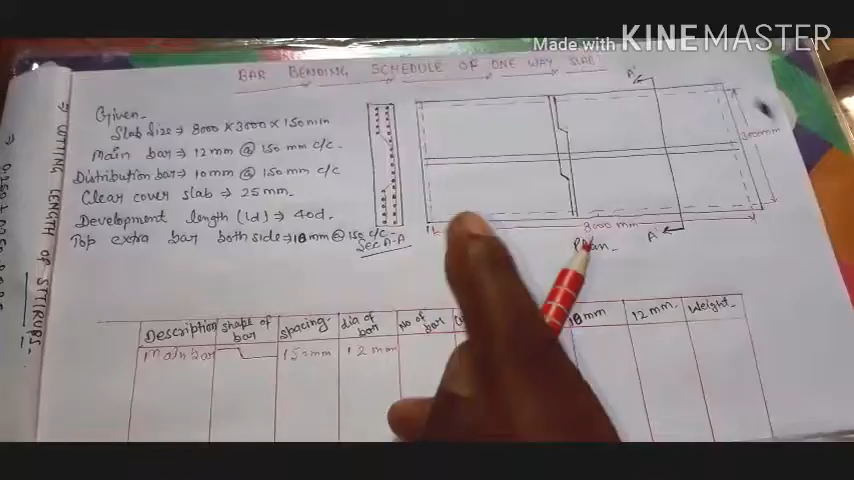 Made with KINEMASTER
BAR BENDING SCHEDULE OF ONE WAY SLAB
Given-
Slab size → 8000 x 3000 x 150 mm
Main bar → 12 mm @ 150 mm c/c
Distribution bar → 10 mm @ 150 mm c/c
Clear cover slab → 25 mm.
Development length (Ld) → 40d.
Top extra bar both side → 10 mm @ 150 c/c
Sec A-A
A'
3000 mm
8000 mm
A'
Plan-
Description
shape of bar
spacing-
dia of bar
No of bar
10 mm
12 mm.
Weight-
Main bar
150 mm
12 mm
CUTTING LENGTH OF STIRUPS-